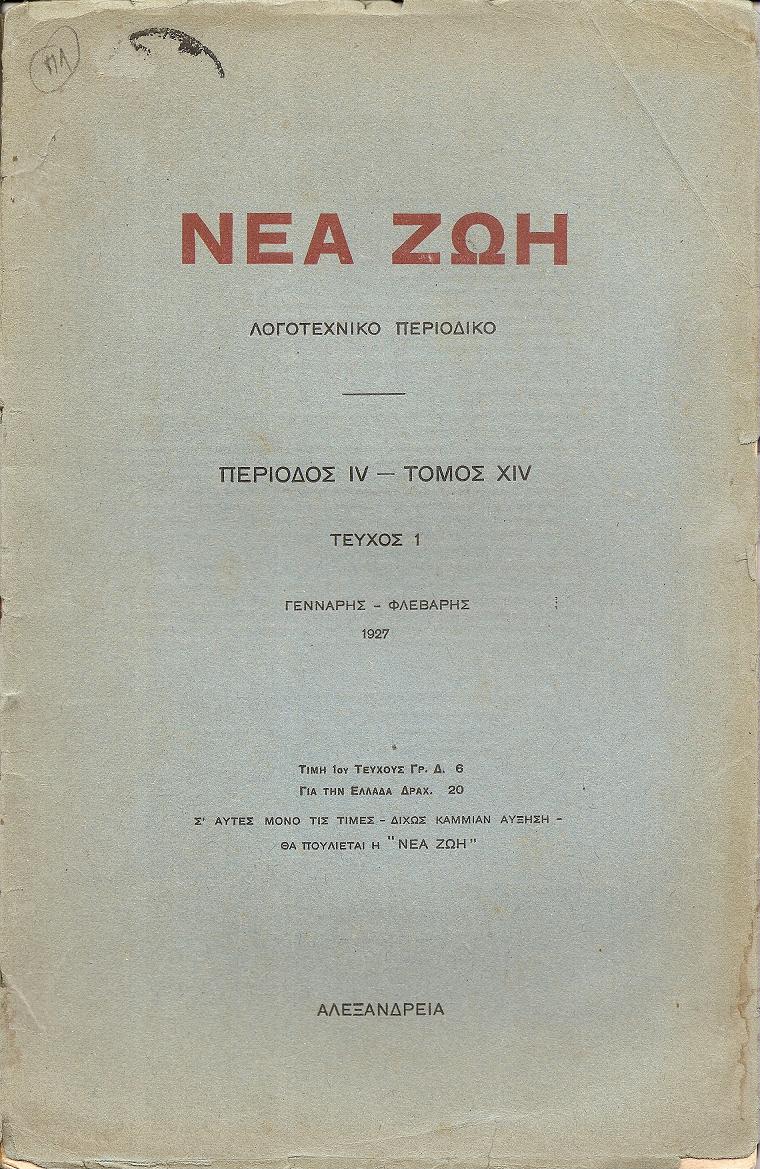 ΝΕΑ ΖΩΗ
ΛΟΓΟΤΕΧΝΙΚΟ ΠΕΡΙΟΔΙΚΟ
ΠΕΡΙΟΔΟΣ IV — ΤΟΜΟΣ XIV
ΤΕΥΧΟΣ 1
ΓΕΝΝΑΡΗΣ - ΦΛΕΒΑΡΗΣ
1927
ΤΙΜΗ 1ου ΤΕΥΧΟΥΣ ΓΡ. Δ. 6
ΓΙΑ ΤΗΝ ΕΛΛΑΔΑ ΔΡΑΧ. 20
Σ' ΑΥΤΕΣ ΜΟΝΟ ΤΙΣ ΤΙΜΕΣ - ΔΙΧΩΣ ΚΑΜΜΙΑΝ ΑΥΞΗΣΗ -
ΘΑ ΠΟΥΛΙΕΤΑΙ Η "ΝΕΑ ΖΩΗ"
ΑΛΕΞΑΝΔΡΕΙΑ